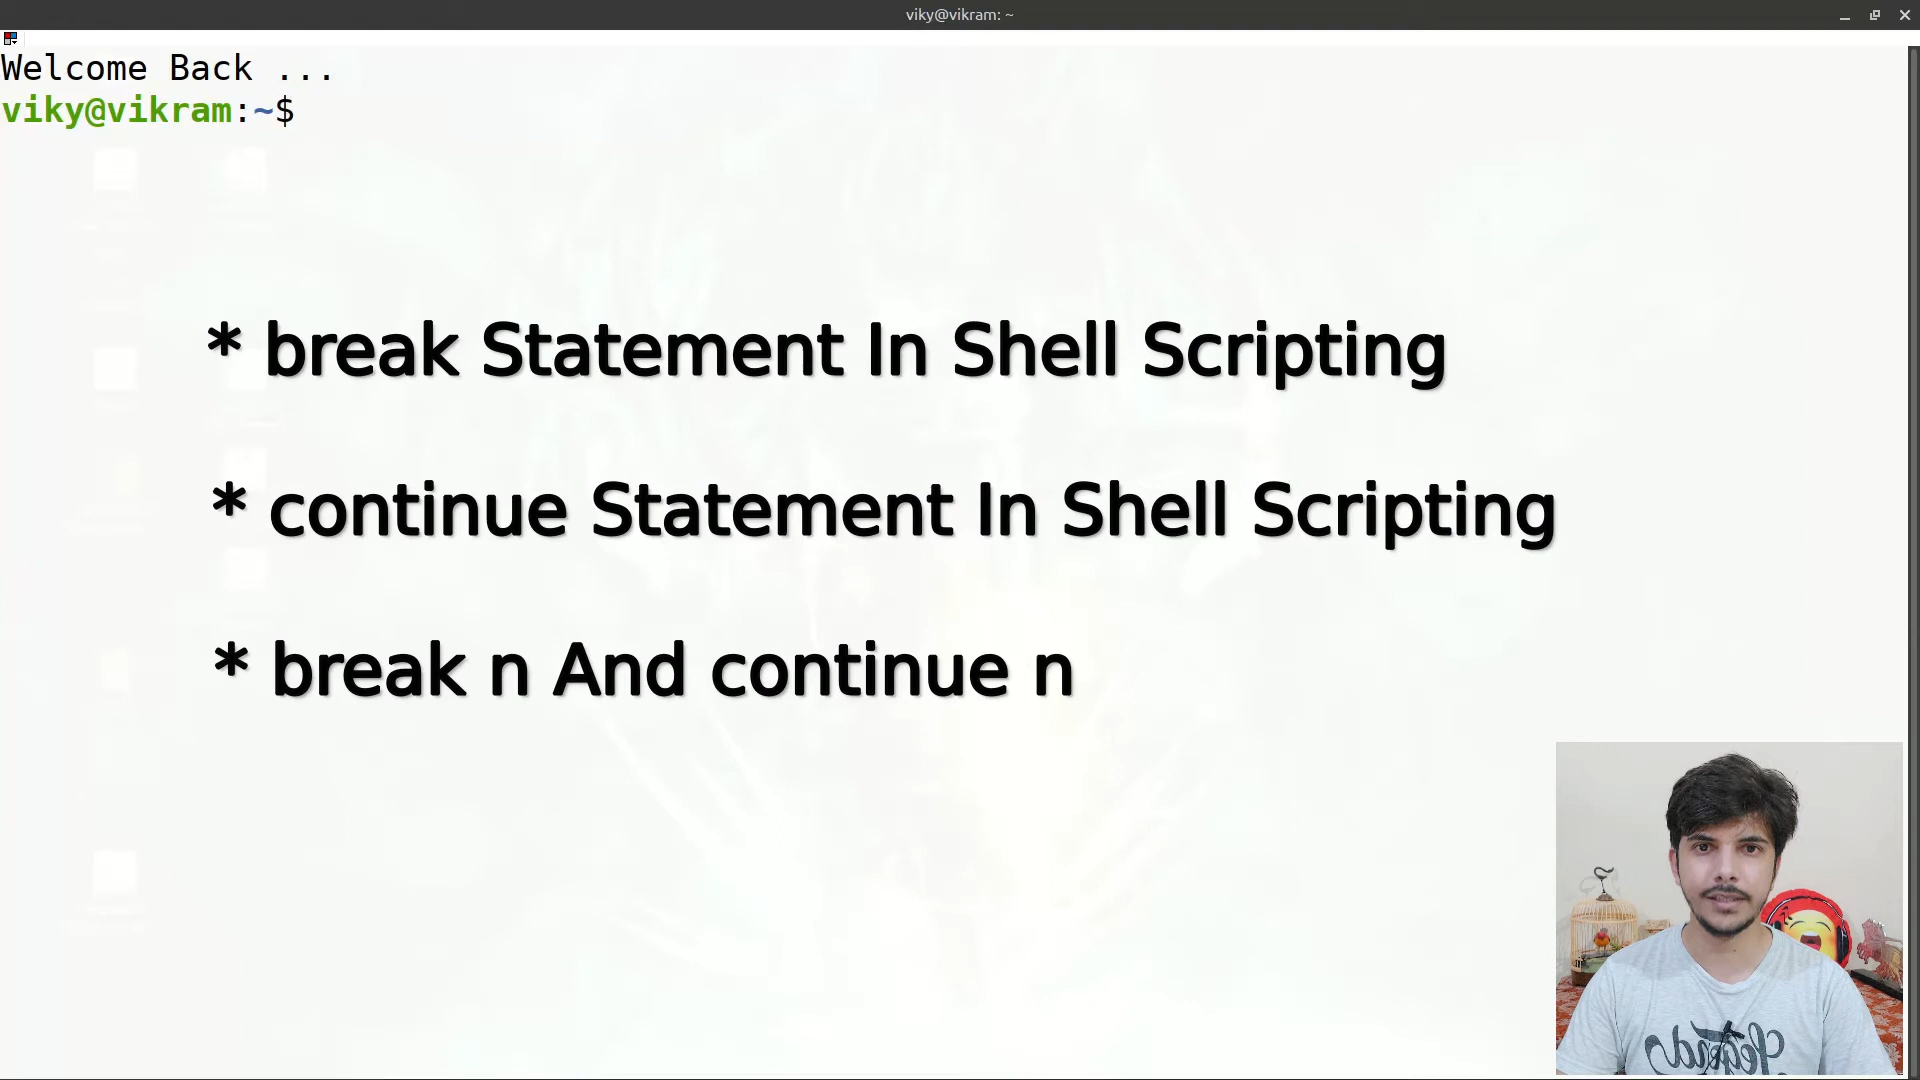 viky@vikram: ~
Welcome Back ...
viky@vikram:~$
* break Statement In Shell Scripting
* continue Statement In Shell Scripting
* break n And continue n
Legends